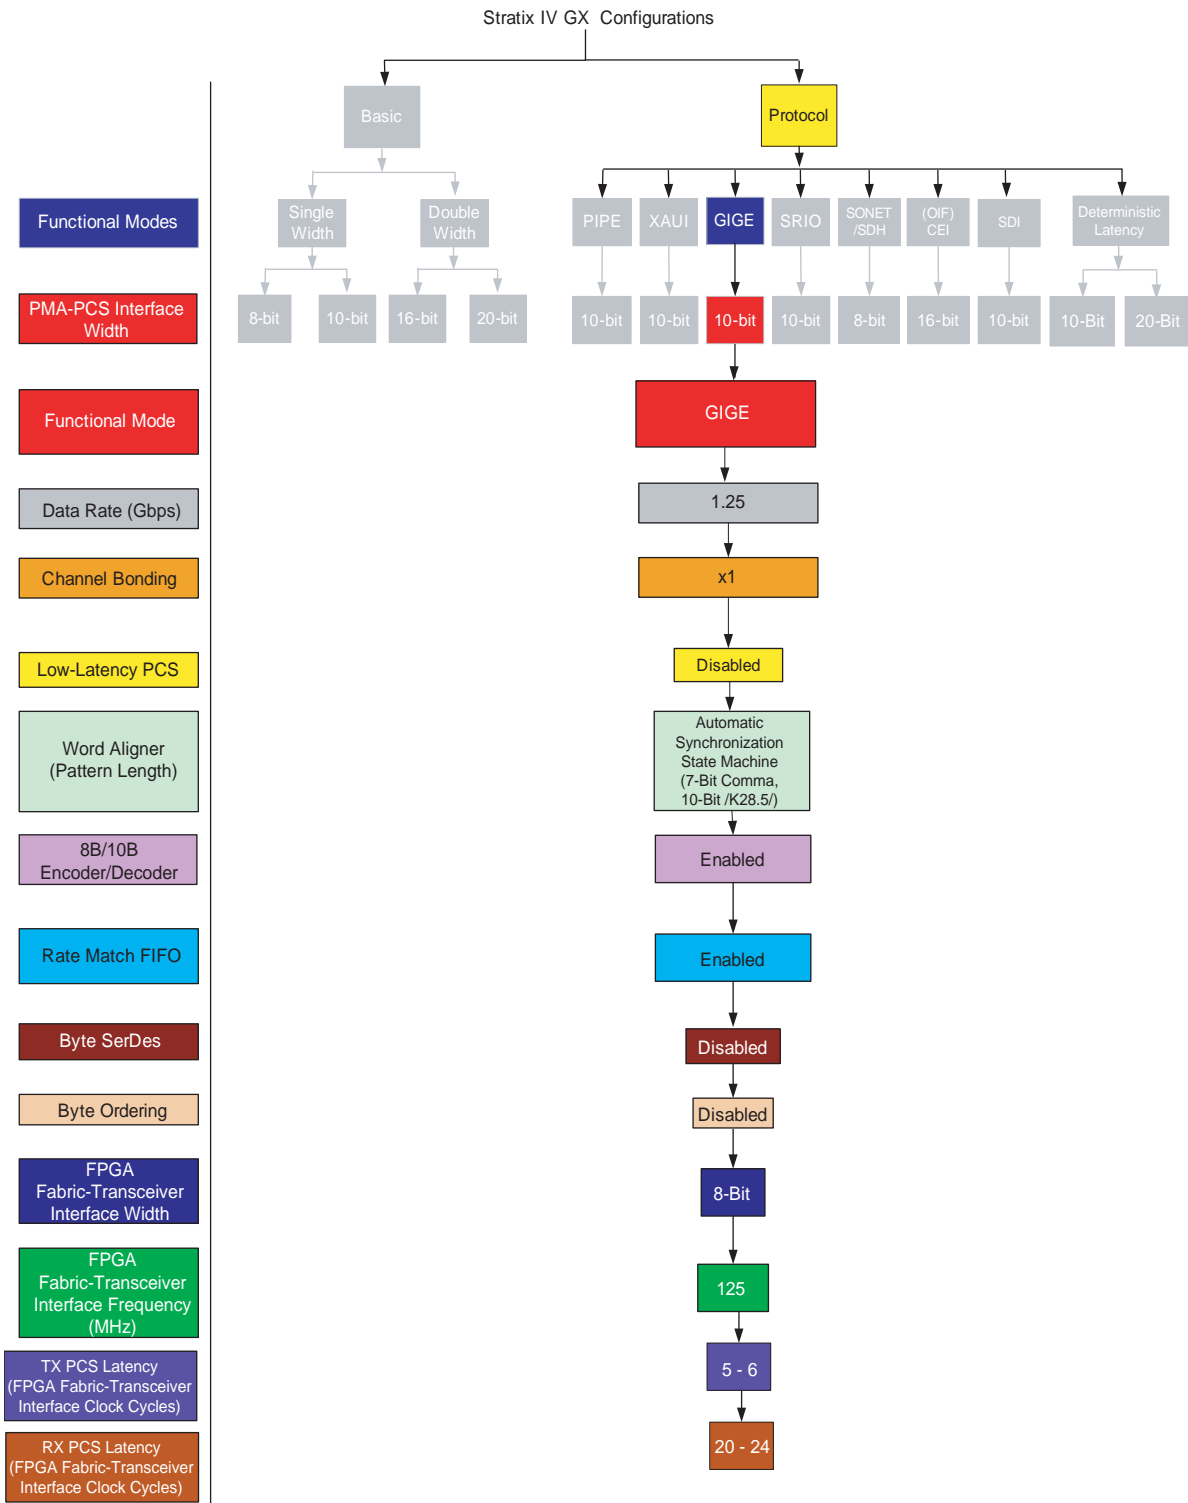 Stratix IV GX Configurations
Basic
Protocol
Functional Modes
Single
Width
Double
Width
PIPE
XAUI
GIGE
SRIO
SONET
/SDH
(OIF)
CEI
SDI
Deterministic
Latency
PMA-PCS Interface
Width
8-bit
10-bit
16-bit
20-bit
10-bit
10-bit
10-bit
10-bit
8-bit
16-bit
10-bit
10-Bit
20-Bit
Functional Mode
GIGE
Data Rate (Gbps)
1.25
Channel Bonding
x1
Low-Latency PCS
Disabled
Word Aligner
(Pattern Length)
Automatic
Synchronization
State Machine
(7-Bit Comma,
10-Bit /K28.5/)
8B/10B
Encoder/Decoder
Enabled
Rate Match FIFO
Enabled
Byte SerDes
Disabled
Byte Ordering
Disabled
FPGA
Fabric-Transceiver
Interface Width
8-Bit
FPGA
Fabric-Transceiver
Interface Frequency
(MHz)
125
TX PCS Latency
(FPGA Fabric-Transceiver
Interface Clock Cycles)
5 - 6
RX PCS Latency
(FPGA Fabric-Transceiver
Interface Clock Cycles)
20 - 24